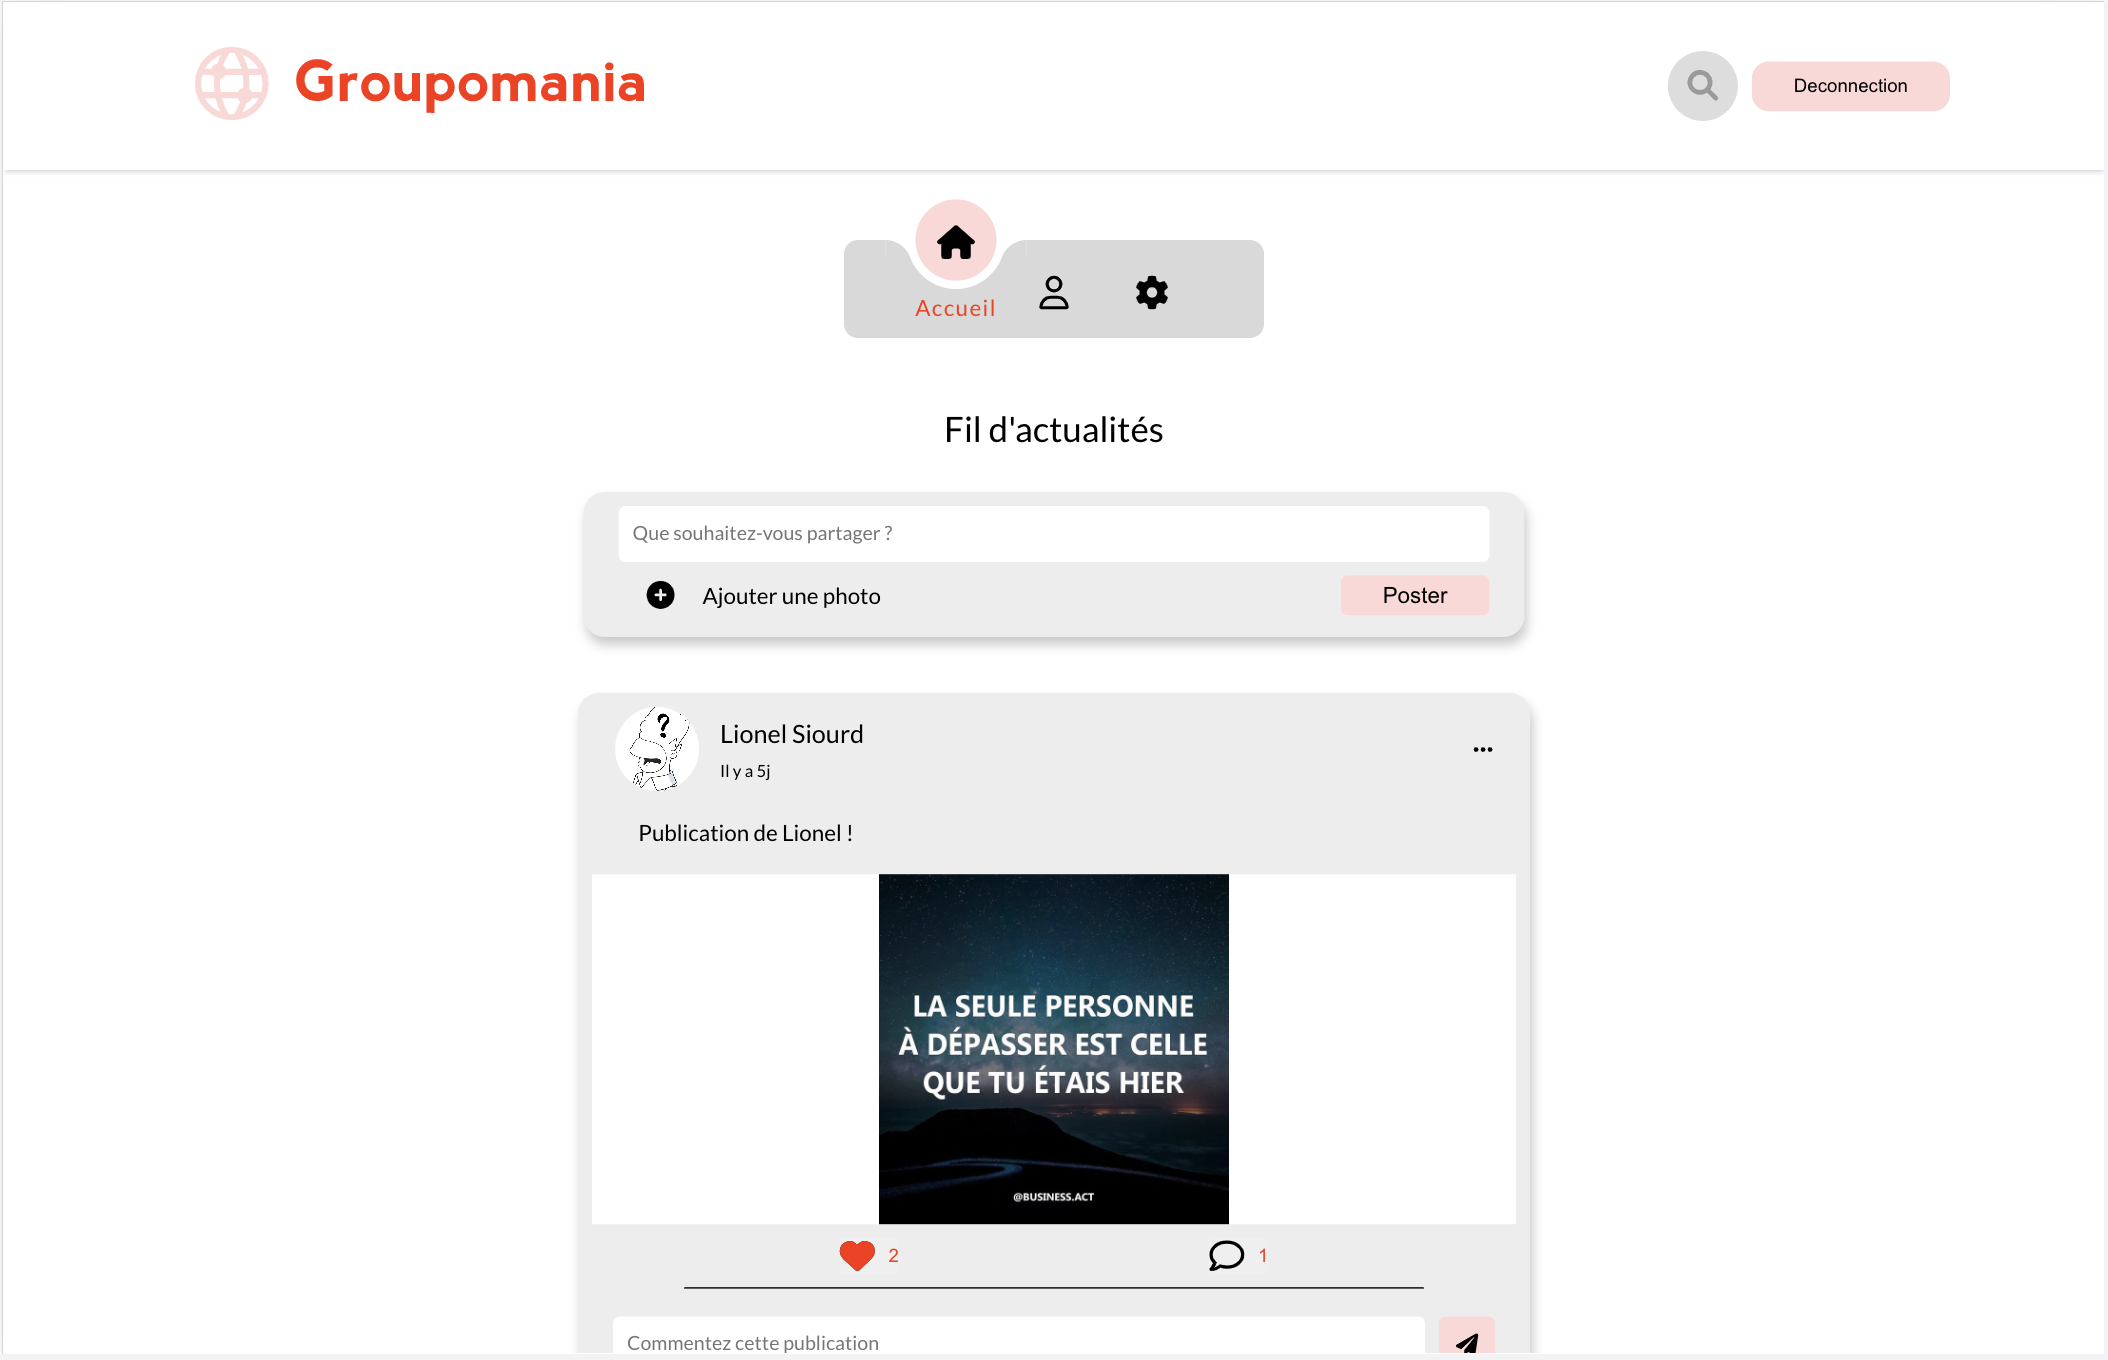 Groupomania
Deconnection
Accueil
Fil d'actualités
Que souhaitez-vous partager ?
Ajouter une photo
Poster
Lionel Siourd
Il y a 5j
Publication de Lionel !
LA SEULE PERSONNE
À DÉPASSER EST CELLE
QUE TU ÉTAIS HIER
@BUSINESS.ACT
2
1
Commentez cette publication